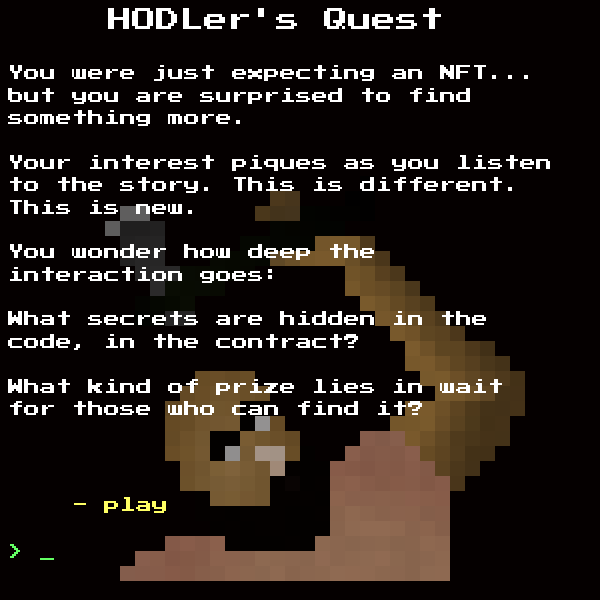 HODLer's Quest
You were just expecting an NFT...
but you are surprised to find
something more.
Your interest piques as you listen
to the story. This is different.
This is new.
You wonder how deep the
interaction goes:
What secrets are hidden in the
code, in the contract?
What kind of prize lies in wait
for those who can find it?
- play
> _